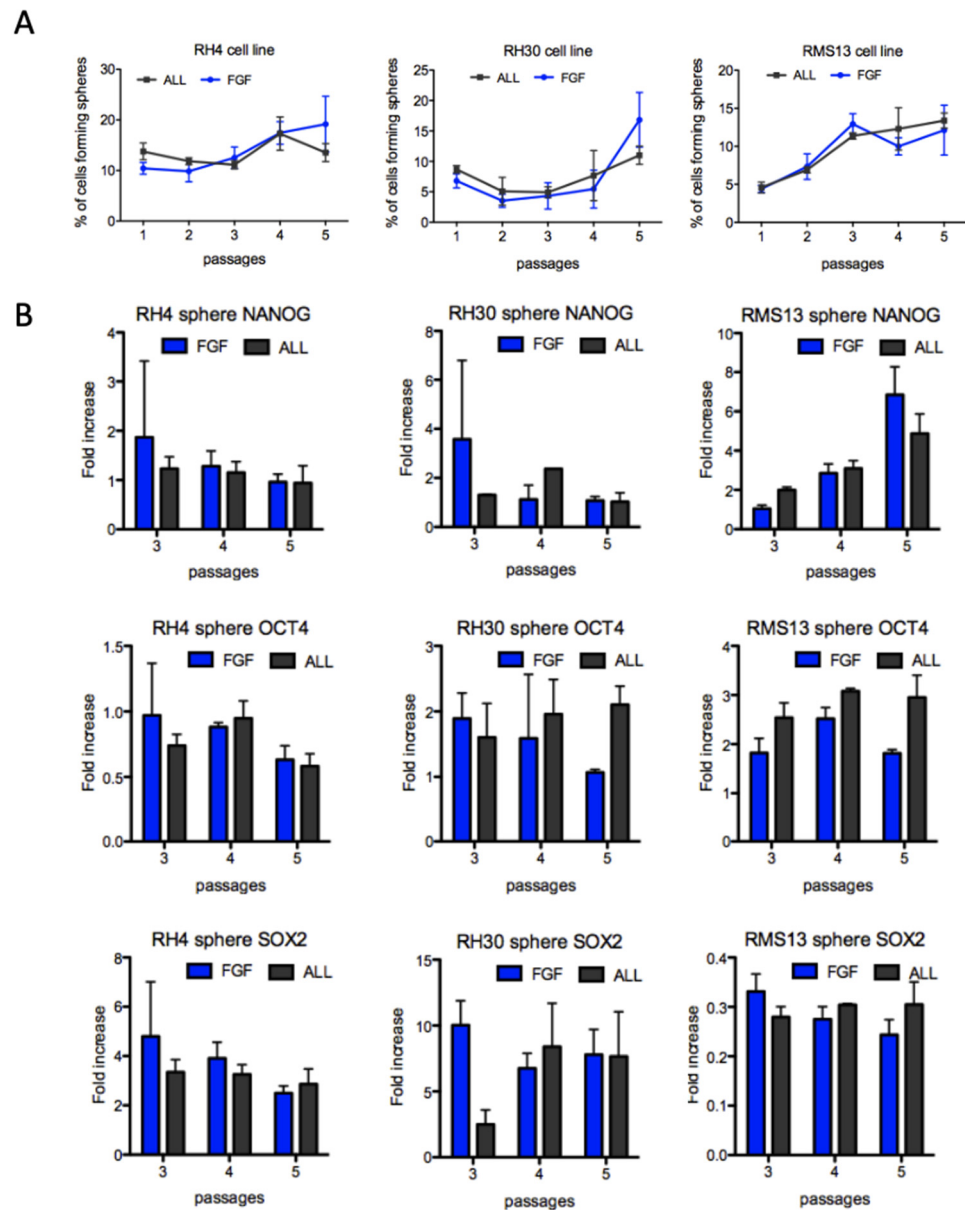 A
RH4 cell line
ALL FGF
% of cells forming spheres
30
20
10
0
1 2 3 4 5
passages
RH30 cell line
ALL FGF
% of cells forming spheres
25
20
15
10
5
0
1 2 3 4 5
passages
RMS13 cell line
ALL FGF
% of cells forming spheres
20
15
10
5
0
1 2 3 4 5
passages
B
RH4 sphere NANOG
FGF ALL
Fold increase
4
3
2
1
0
3 4 5
passages
RH30 sphere NANOG
FGF ALL
Fold increase
8
6
4
2
0
3 4 5
passages
RMS13 sphere NANOG
FGF ALL
Fold increase
10
8
6
4
2
0
3 4 5
passages
RH4 sphere OCT4
FGF ALL
Fold increase
1.5
1.0
0.5
0.0
3 4 5
passages
RH30 sphere OCT4
FGF ALL
Fold increase
3
2
1
0
3 4 5
passages
RMS13 sphere OCT4
FGF ALL
Fold increase
4
3
2
1
0
3 4 5
passages
RH4 sphere SOX2
FGF ALL
Fold increase
8
6
4
2
0
3 4 5
passages
RH30 sphere SOX2
FGF ALL
Fold increase
15
10
5
0
3 4 5
passages
RMS13 sphere SOX2
FGF ALL
Fold increase
0.4
0.3
0.2
0.1
0.0
3 4 5
passages